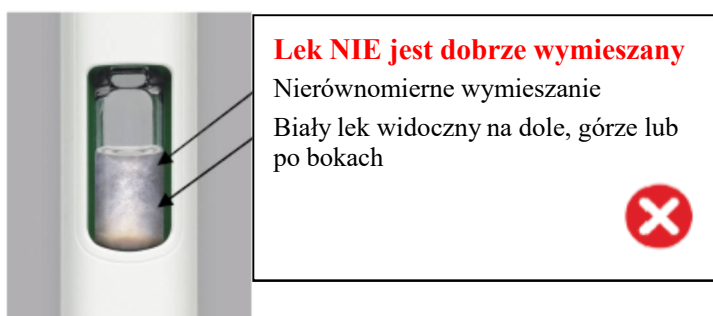 Lek NIE jest dobrze wymieszany
Nierównomierne wymieszanie
Biały lek widoczny na dole, górze lub
po bokach